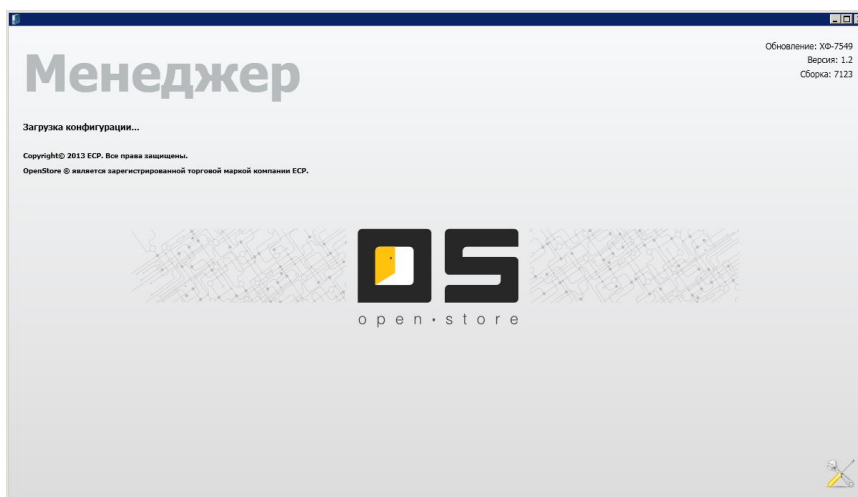 Менеджер
Обновление: ХФ-7549
Версия: 1.2
Сборка: 7123
Загрузка конфигурации...
Copyright© 2013 ECP. Все права защищены.
OpenStore ® является зарегистрированной торговой маркой компании ECP.
OS
open·store